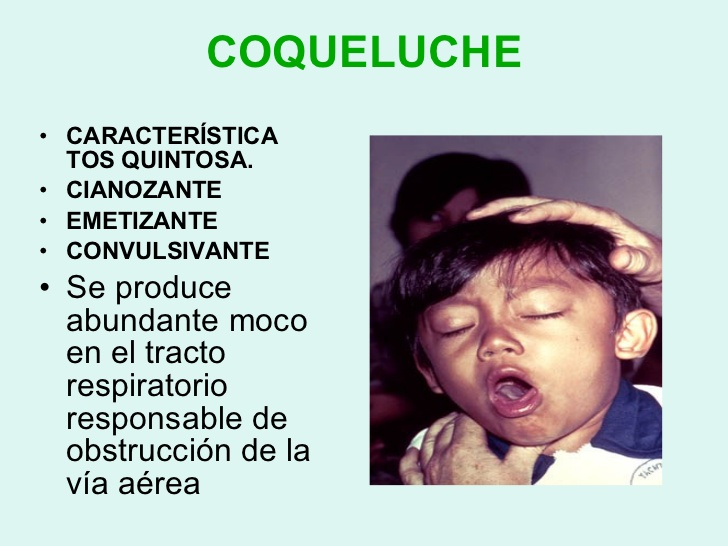 COQUELUCHE
• CARACTERÍSTICA
TOS QUINTOSA.
• CIANOZANTE
• EMETIZANTE
• CONVULSIVANTE
• Se produce
abundante moco
en el tracto
respiratorio
responsable de
obstrucción de la
vía aérea